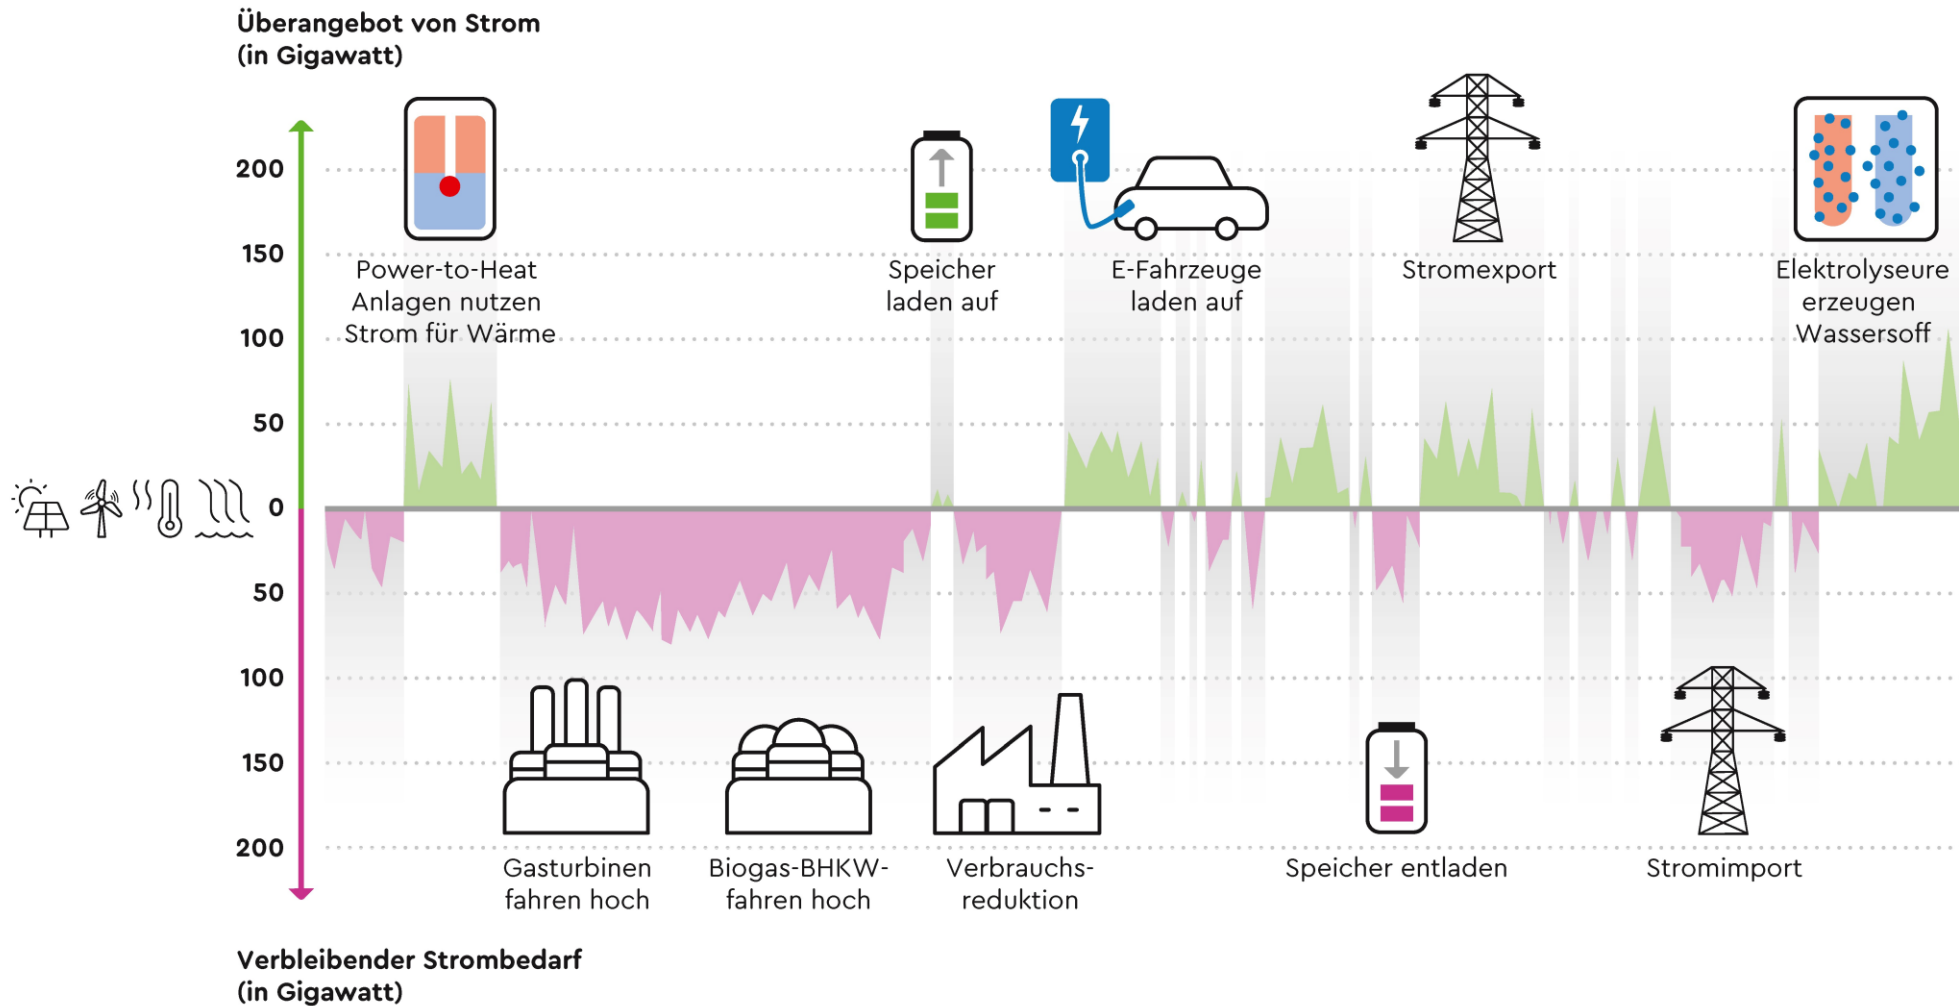 Überangebot von Strom
(in Gigawatt)
200
150
100
50
0
50
100
150
200
Power-to-Heat
Anlagen nutzen
Strom für Wärme
Speicher
laden auf
E-Fahrzeuge
laden auf
Stromexport
Elektrolyseure
erzeugen
Wassersoff
Gasturbinen
fahren hoch
Biogas-BHKW-
fahren hoch
Verbrauchs-
reduktion
Speicher entladen
Stromimport
Verbleibender Strombedarf
(in Gigawatt)